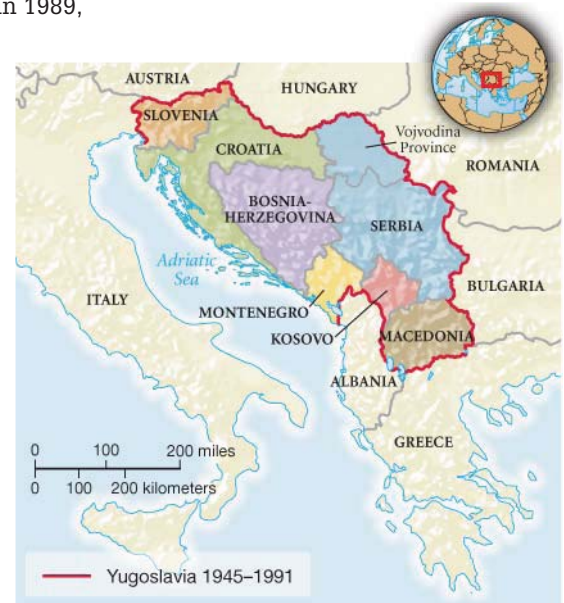 in 1989,
AUSTRIA
HUNGARY
SLOVENIA
CROATIA
Vojvodina
Province
ROMANIA
BOSNIA-
HERZEGOVINA
SERBIA
Adriatic
Sea
ITALY
BULGARIA
MONTENEGRO
KOSOVO
MACEDONIA
ALBANIA
GREECE
0 100 200 miles
0 100 200 kilometers
Yugoslavia 1945–1991